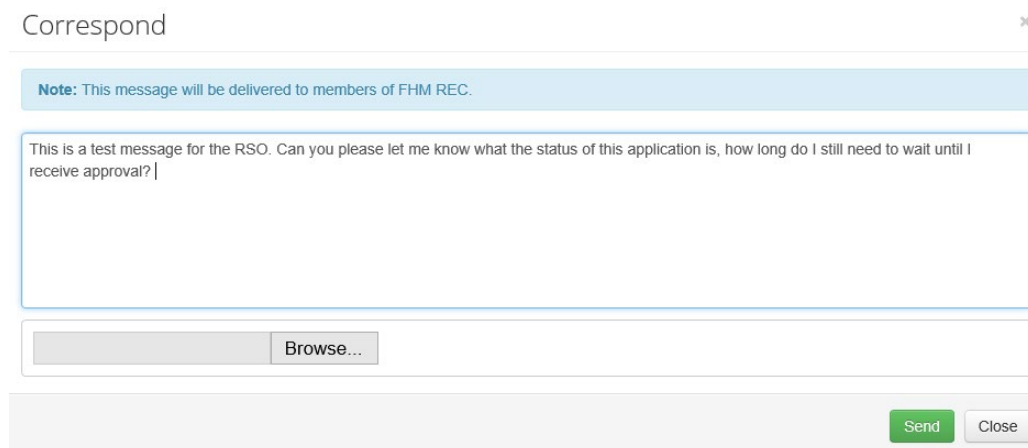 Correspond
Note: This message will be delivered to members of FHM REC.
This is a test message for the RSO. Can you please let me know what the status of this application is, how long do I still need to wait until I
receive approval?
Browse...
Send Close